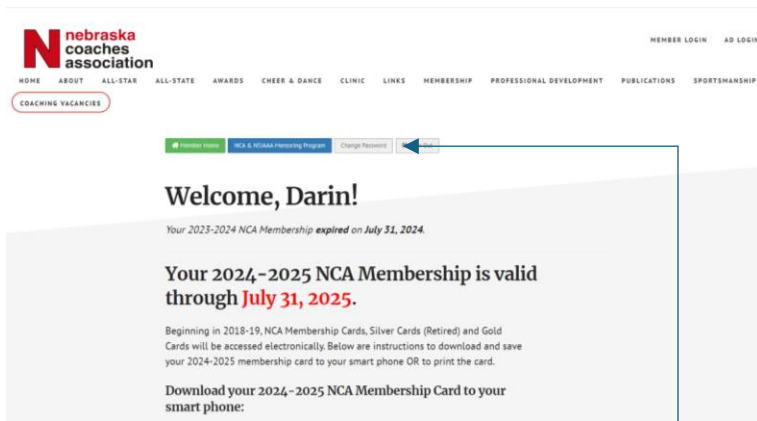 nebraska
coaches
association
MEMBER LOGIN AD LOGIN
HOME ABOUT ALL-STAR ALL-STATE AWARDS CHEER & DANCE CLINIC LINKS MEMBERSHIP PROFESSIONAL DEVELOPMENT PUBLICATIONS SPORTSMANSHIP
COACHING VACANCIES
Member Home NCA & NSIAAA Mentoring Program Change Password Out
Welcome, Darin!
Your 2023-2024 NCA Membership expired on July 31, 2024.
Your 2024-2025 NCA Membership is valid
through July 31, 2025.
Beginning in 2018-19, NCA Membership Cards, Silver Cards (Retired) and Gold
Cards will be accessed electronically. Below are instructions to download and save
your 2024-2025 membership card to your smart phone OR to print the card.
Download your 2024-2025 NCA Membership Card to your
smart phone: